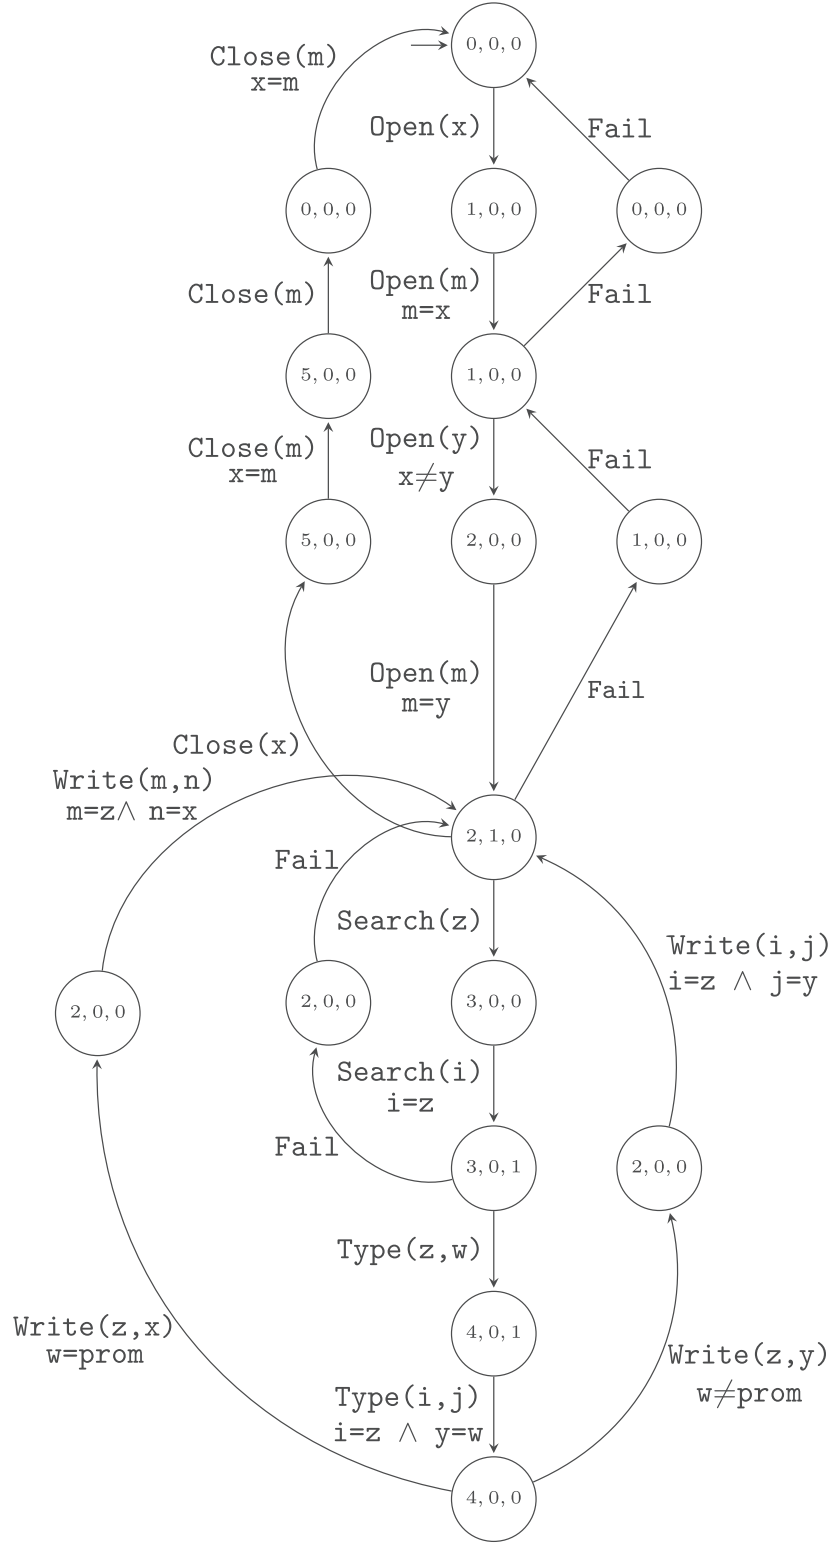 0, 0, 0
Close(m)
x=m
Open(x)
Fail
0, 0, 0
1, 0, 0
0, 0, 0
Close(m)
Open(m)
m=x
Fail
5, 0, 0
1, 0, 0
Close(m)
x=m
Open(y)
x≠y
Fail
5, 0, 0
2, 0, 0
1, 0, 0
Open(m)
m=y
Fail
Close(x)
Write(m,n)
m=z∧ n=x
2, 1, 0
Fail
Search(z)
Write(i,j)
i=z ∧ j=y
2, 0, 0
2, 0, 0
3, 0, 0
Search(i)
i=z
Fail
3, 0, 1
2, 0, 0
Type(z,w)
Write(z,x)
w=prom
4, 0, 1
Write(z,y)
w≠prom
Type(i,j)
i=z ∧ y=w
4, 0, 0